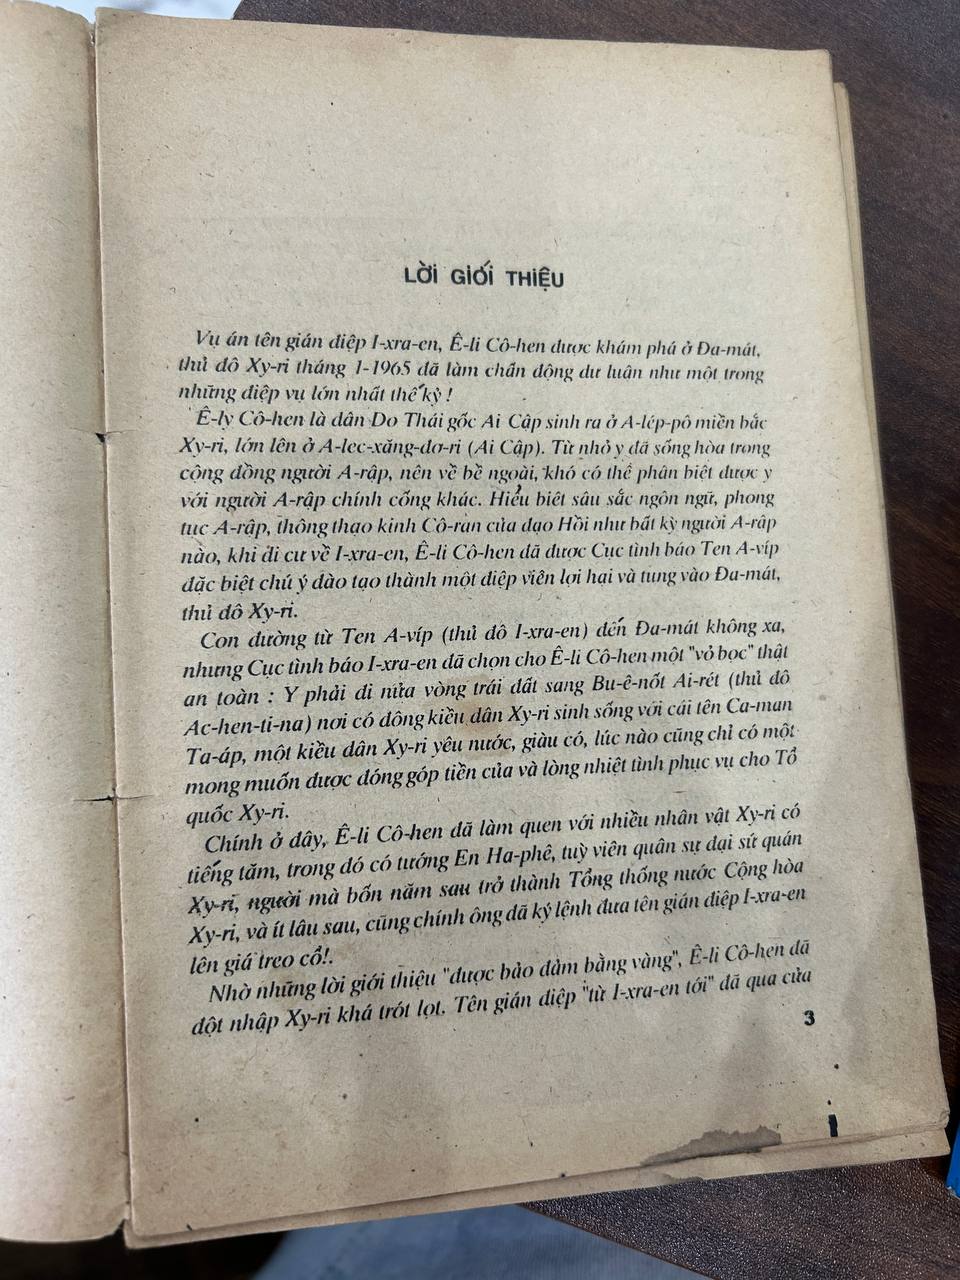 LỜI GIỚI THIỆU
Vụ án tên gián điệp I-xra-en, Ê-li Cô-hen được khám phá ở Đa-mát,
thủ đô Xy-ri tháng 1-1965 đã làm chấn động dư luận như một trong
những điệp vụ lớn nhất thế kỷ !
Ê-ly Cô-hen là dân Do Thái gốc Ai Cập sinh ra ở A-lép-pô miền bắc
Xy-ri, lớn lên ở A-lec-xăng-đơ-ri (Ai Cập). Từ nhỏ y đã sống hòa trong
cộng đồng người A-rập, nên về bề ngoài, khó có thể phân biệt được y
với người A-rập chính cống khác. Hiểu biết sâu sắc ngôn ngữ, phong
tục A-rập, thông thạo kinh Cô-ran của đạo Hồi như bất kỳ người A-rập
nào, khi di cư về I-xra-en, Ê-li Cô-hen đã được Cục tình báo Ten A-víp
đặc biệt chú ý đào tạo thành một điệp viên lợi hại và tung vào Đa-mát,
thủ đô Xy-ri.
Con đường từ Ten A-víp (thủ đô I-xra-en) đến Đa-mát không xa,
nhưng Cục tình báo I-xra-en đã chọn cho Ê-li Cô-hen một "vỏ bọc" thật
an toàn : Y phải đi nửa vòng trái đất sang Bu-ê-nốt Ai-rét (thủ đô
Ac-hen-ti-na) nơi có đông kiều dân Xy-ri sinh sống với cái tên Ca-man
Ta-áp, một kiều dân Xy-ri yêu nước, giàu có, lúc nào cũng chỉ có một
mong muốn được đóng góp tiền của và lòng nhiệt tình phục vụ cho Tổ
quốc Xy-ri.
Chính ở đây, Ê-li Cô-hen đã làm quen với nhiều nhân vật Xy-ri có
tiếng tăm, trong đó có tướng En Ha-phê, tuỳ viên quân sự đại sứ quán
Xy-ri, người mà bốn năm sau trở thành Tổng thống nước Cộng hòa
Xy-ri, và ít lâu sau, cũng chính ông đã ký lệnh đưa tên gián điệp I-xra-en
lên giá treo cổ!.
Nhờ những lời giới thiệu "được bảo đảm bằng vàng", Ê-li Cô-hen đã
đột nhập Xy-ri khá trót lọt. Tên gián điệp "từ I-xra-en tới" đã qua cửa
3